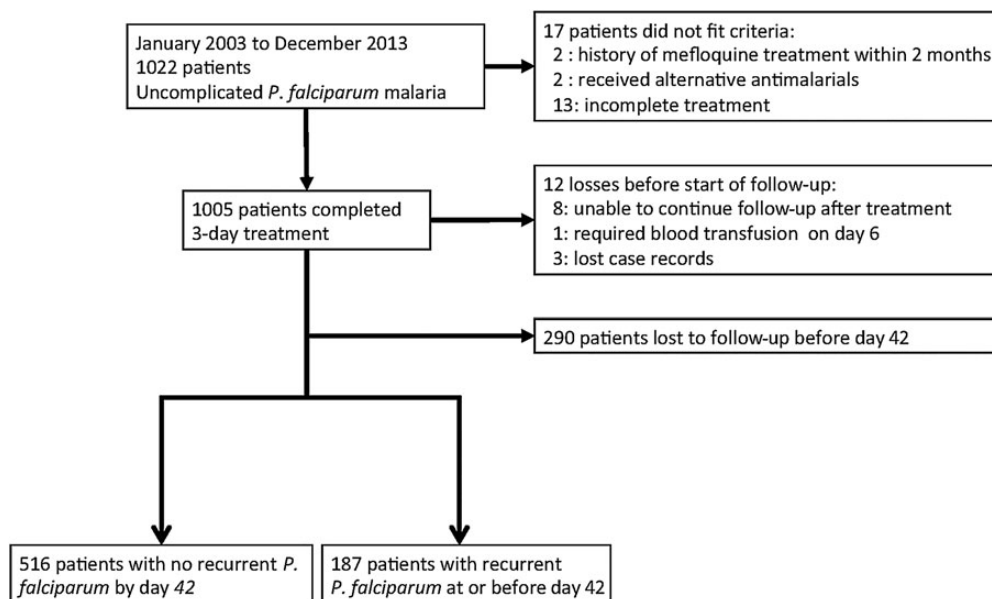 January 2003 to December 2013
1022 patients
Uncomplicated P. falciparum malaria
17 patients did not fit criteria:
2 : history of mefloquine treatment within 2 months
2 : received alternative antimalarials
13: incomplete treatment
1005 patients completed
3-day treatment
12 losses before start of follow-up:
8: unable to continue follow-up after treatment
1: required blood transfusion on day 6
3: lost case records
290 patients lost to follow-up before day 42
516 patients with no recurrent P.
falciparum by day 42
187 patients with recurrent
P. falciparum at or before day 42